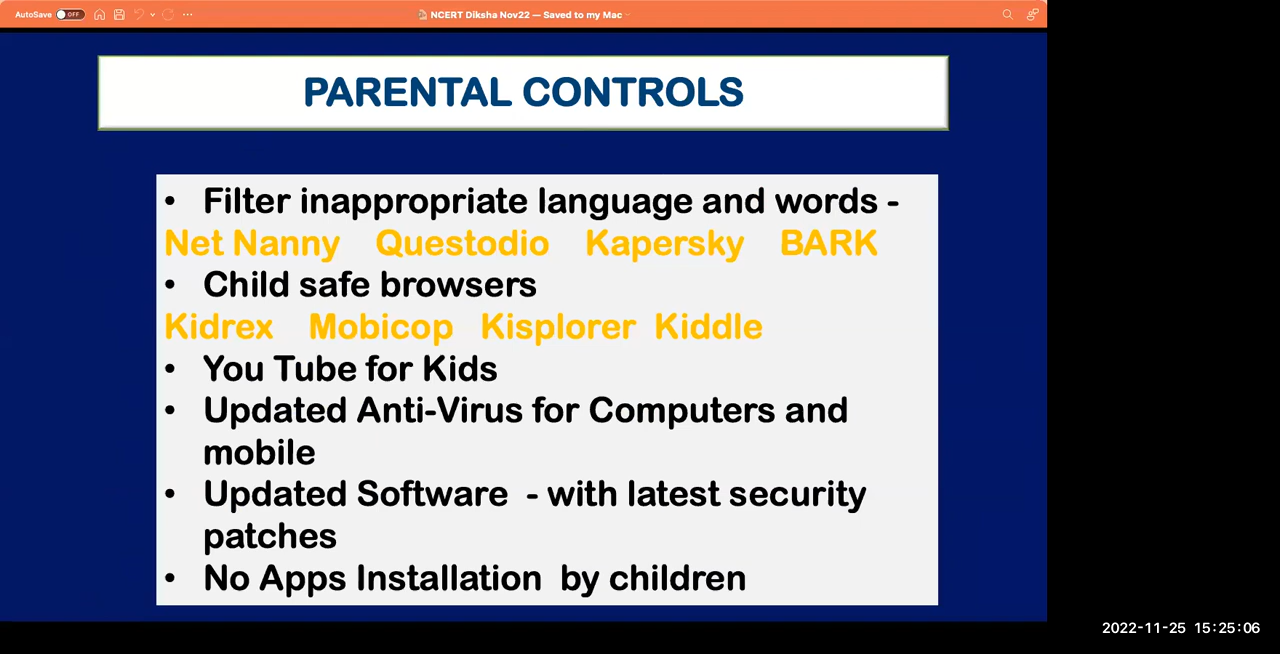 AutoSave OFF NCERT Diksha Nov22 — Saved to my Mac
PARENTAL CONTROLS
• Filter inappropriate language and words -
Net Nanny Questodio Kapersky BARK
• Child safe browsers
Kidrex Mobicop Kisplorer Kiddle
• You Tube for Kids
• Updated Anti-Virus for Computers and
mobile
• Updated Software - with latest security
patches
• No Apps Installation by children
2022-11-25 15:25:06